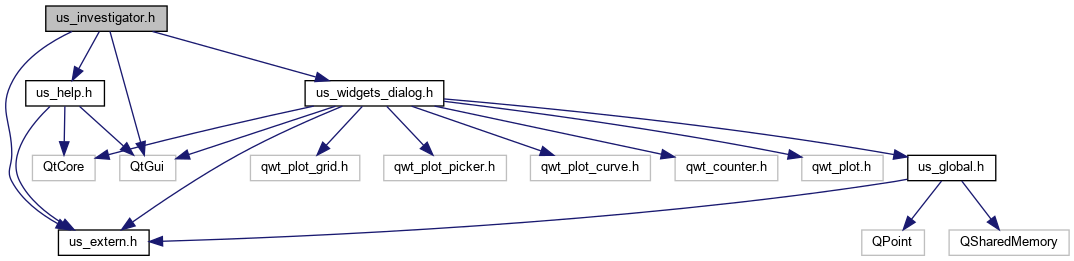 us_investigator.h
us_help.h
us_widgets_dialog.h
QtCore
QtGui
qwt_plot_grid.h
qwt_plot_picker.h
qwt_plot_curve.h
qwt_counter.h
qwt_plot.h
us_global.h
us_extern.h
QPoint
QSharedMemory